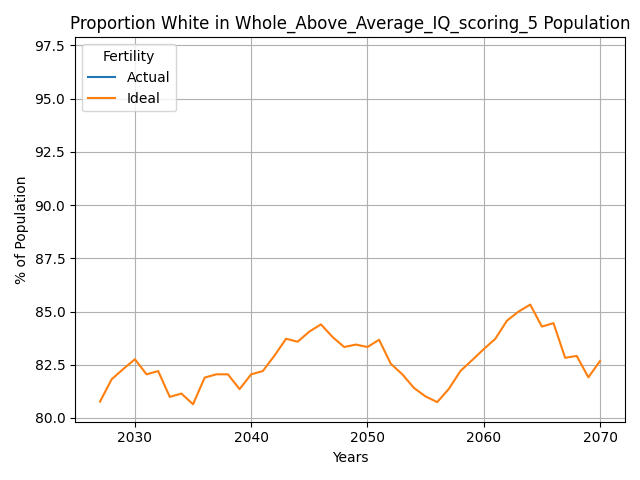 Proportion White in Whole_Above_Average_IQ_scoring_5 Population
97.5
95.0
92.5
90.0
87.5
85.0
82.5
80.0
% of Population
Fertility
Actual
Ideal
2030 2040 2050 2060 2070
Years